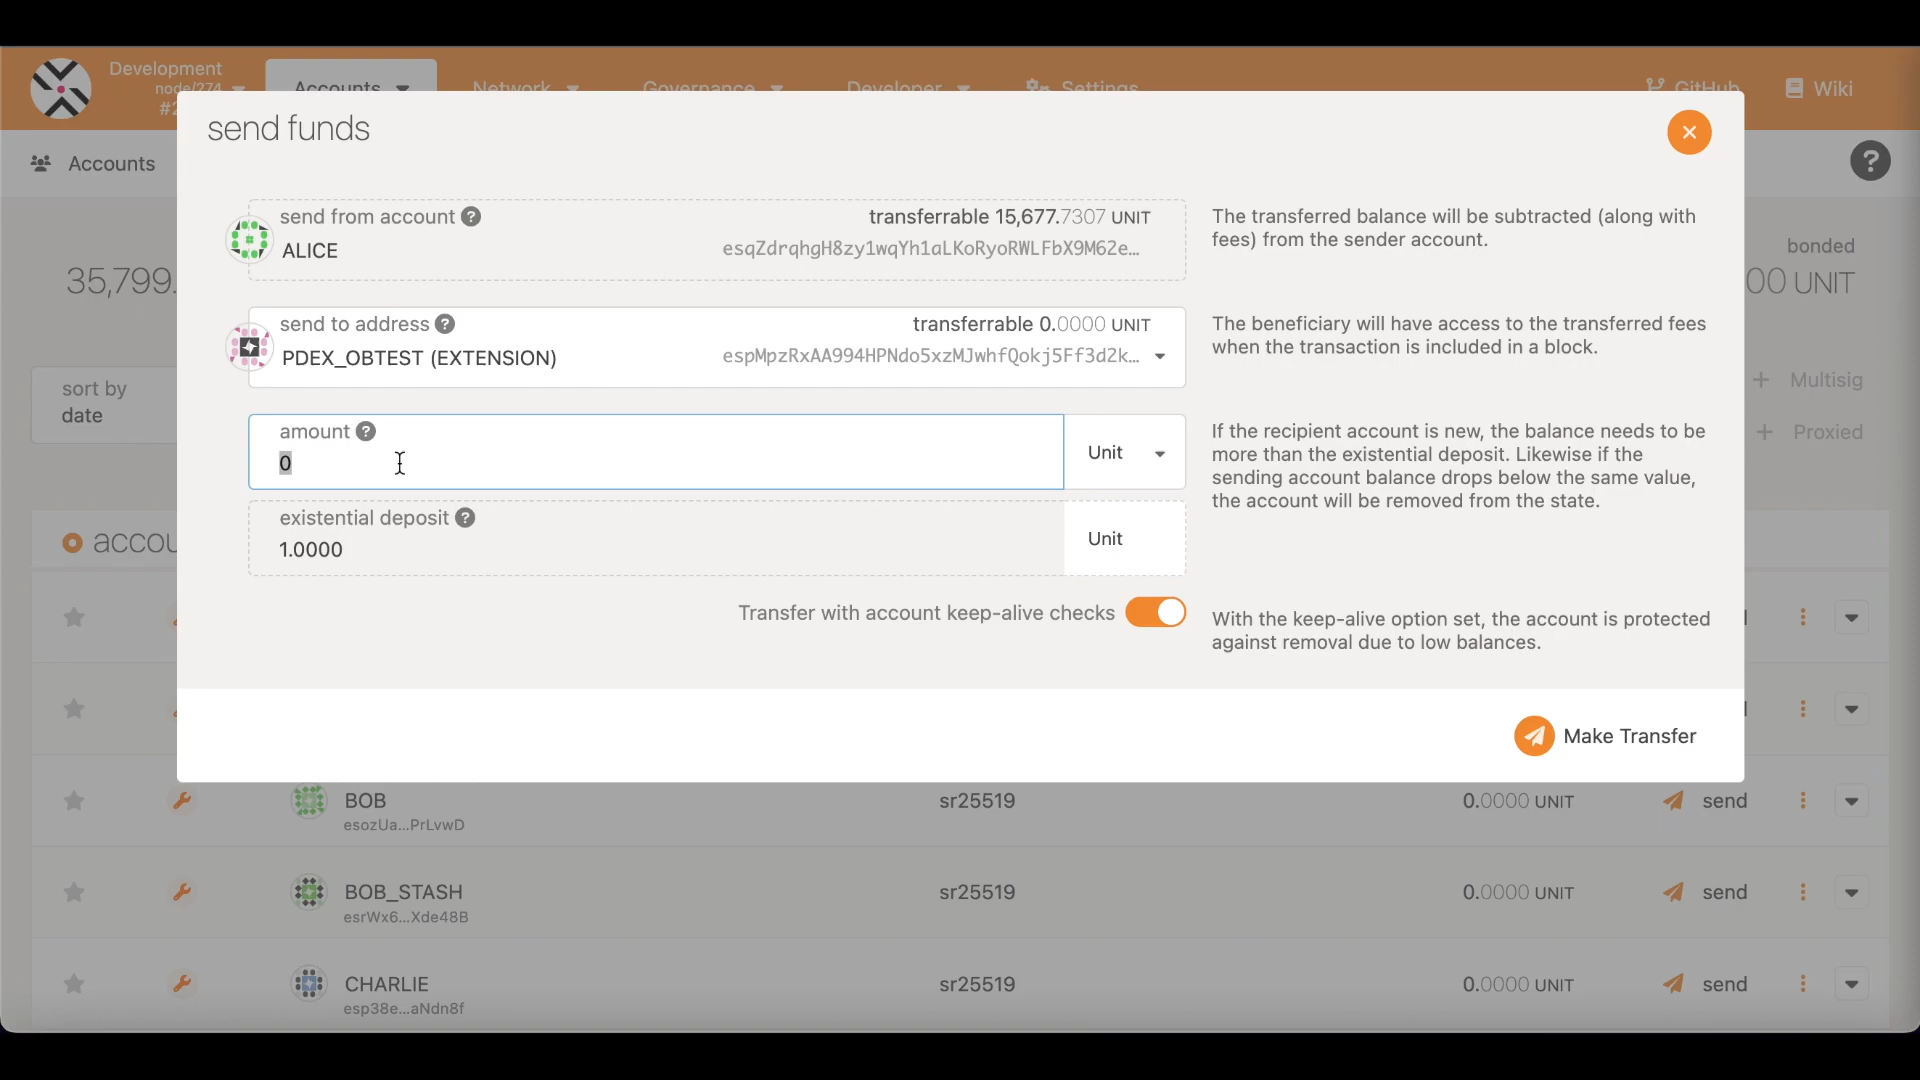 Development
node/274
#2
Accounts
Network
Governance
Developer
Settings
GitHub
Wiki
Accounts
send funds
send from account
transferrable 15,677.7307 UNIT
ALICE
esqZdrqhgH8zy1wqYh1aLKoRyoRWLFbX9M62e...
The transferred balance will be subtracted (along with
fees) from the sender account.
35,799.
bonded
00 UNIT
send to address
transferrable 0.0000 UNIT
PDEX_OBTEST (EXTENSION)
espMpzRxAA994HPNdo5xzMJwhfQokj5Ff3d2k...
The beneficiary will have access to the transferred fees
when the transaction is included in a block.
sort by
date
+ Multisig
+ Proxied
amount
0
Unit
If the recipient account is new, the balance needs to be
more than the existential deposit. Likewise if the
sending account balance drops below the same value,
the account will be removed from the state.
existential deposit
1.0000
Unit
accou
Transfer with account keep-alive checks
With the keep-alive option set, the account is protected
against removal due to low balances.
Make Transfer
BOB
esozUa...PrLvwD
sr25519
0.0000 UNIT
send
BOB_STASH
esrWx6...Xde48B
sr25519
0.0000 UNIT
send
CHARLIE
esp38e...aNdn8f
sr25519
0.0000 UNIT
send